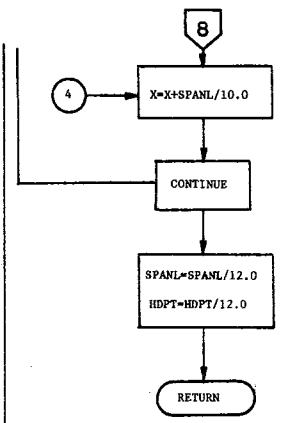 8
4
X=X+SPANL/10.0
CONTINUE
SPANL=SPANL/12.0
HDPT=HDPT/12.0
RETURN